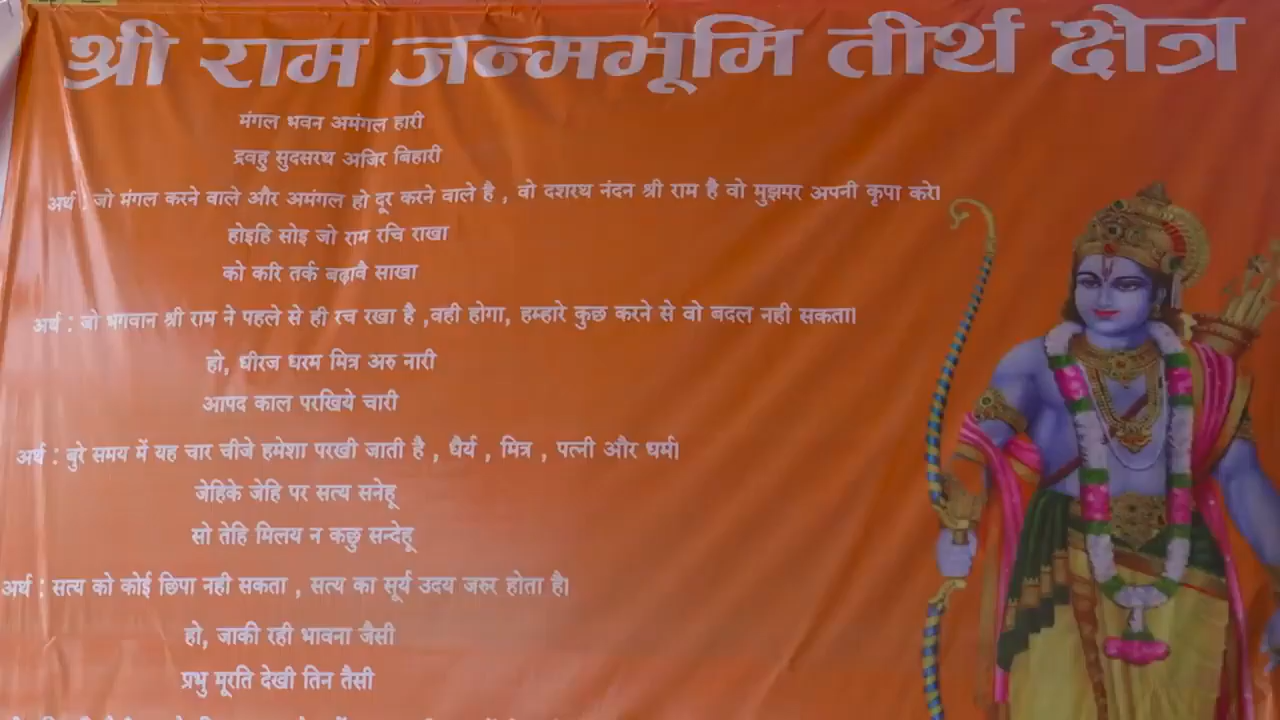 श्री राम जन्मभूमि तीर्थ क्षेत्र
मंगल भवन अमंगल हारी
द्रवहु सुदसरथ अजिर बिहारी
अर्थ : जो मंगल करने वाले और अमंगल हो दूर करने वाले है , वो दशरथ नंदन श्री राम है वो मुझपर अपनी कृपा करे।
होइहि सोइ जो राम रचि राखा
को करि तर्क बढ़ावै साखा
अर्थ : जो भगवान श्री राम ने पहले से ही रच रखा है ,वही होगा, हम्हारे कुछ करने से वो बदल नही सकता।
हो, धीरज धरम मित्र अरु नारी
आपद काल परखिये चारी
अर्थ : बुरे समय में यह चार चीजे हमेशा परखी जाती है , धैर्य , मित्र , पत्नी और धर्म।
जेहिके जेहि पर सत्य सनेहू
सो तेहि मिलय न कछु सन्देहू
अर्थ : सत्य को कोई छिपा नही सकता , सत्य का सूर्य उदय जरुर होता है।
हो, जाकी रही भावना जैसी
प्रभु मूरति देखी तिन तैसी